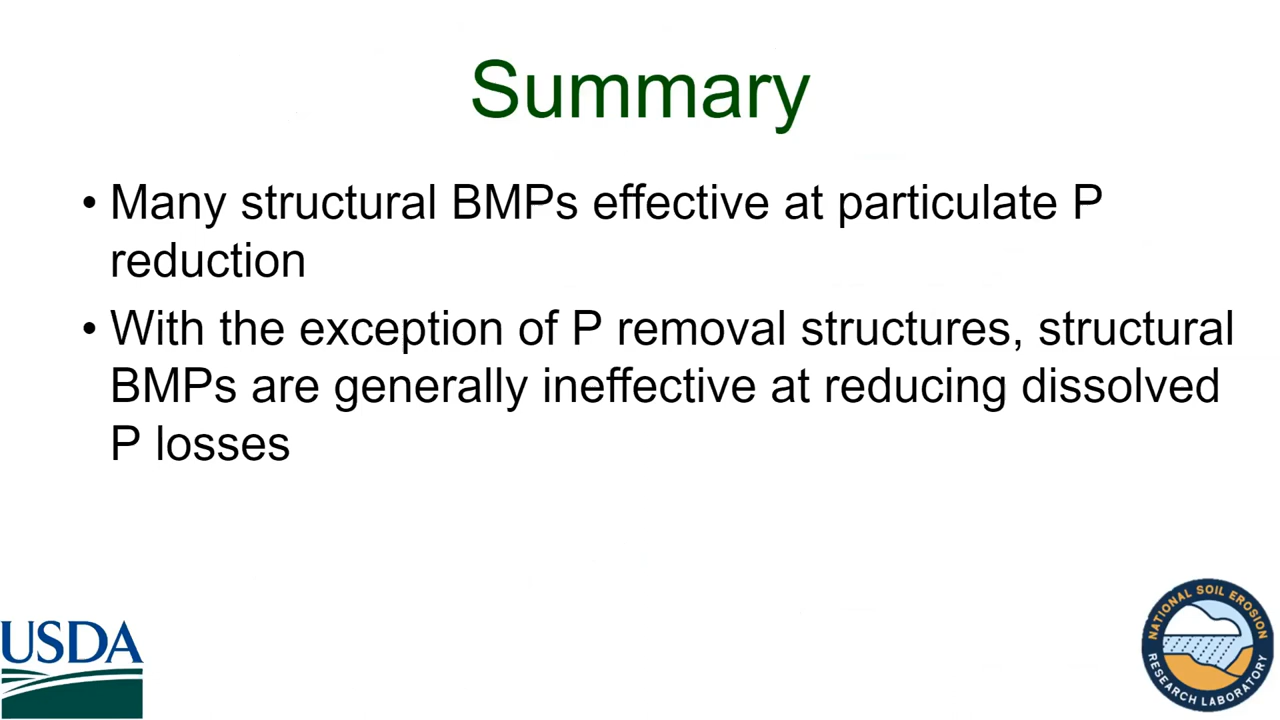 Summary
• Many structural BMPs effective at particulate P
reduction
• With the exception of P removal structures, structural
BMPs are generally ineffective at reducing dissolved
P losses
USDA
NATIONAL SOIL EROSION
RESEARCH LABORATORY